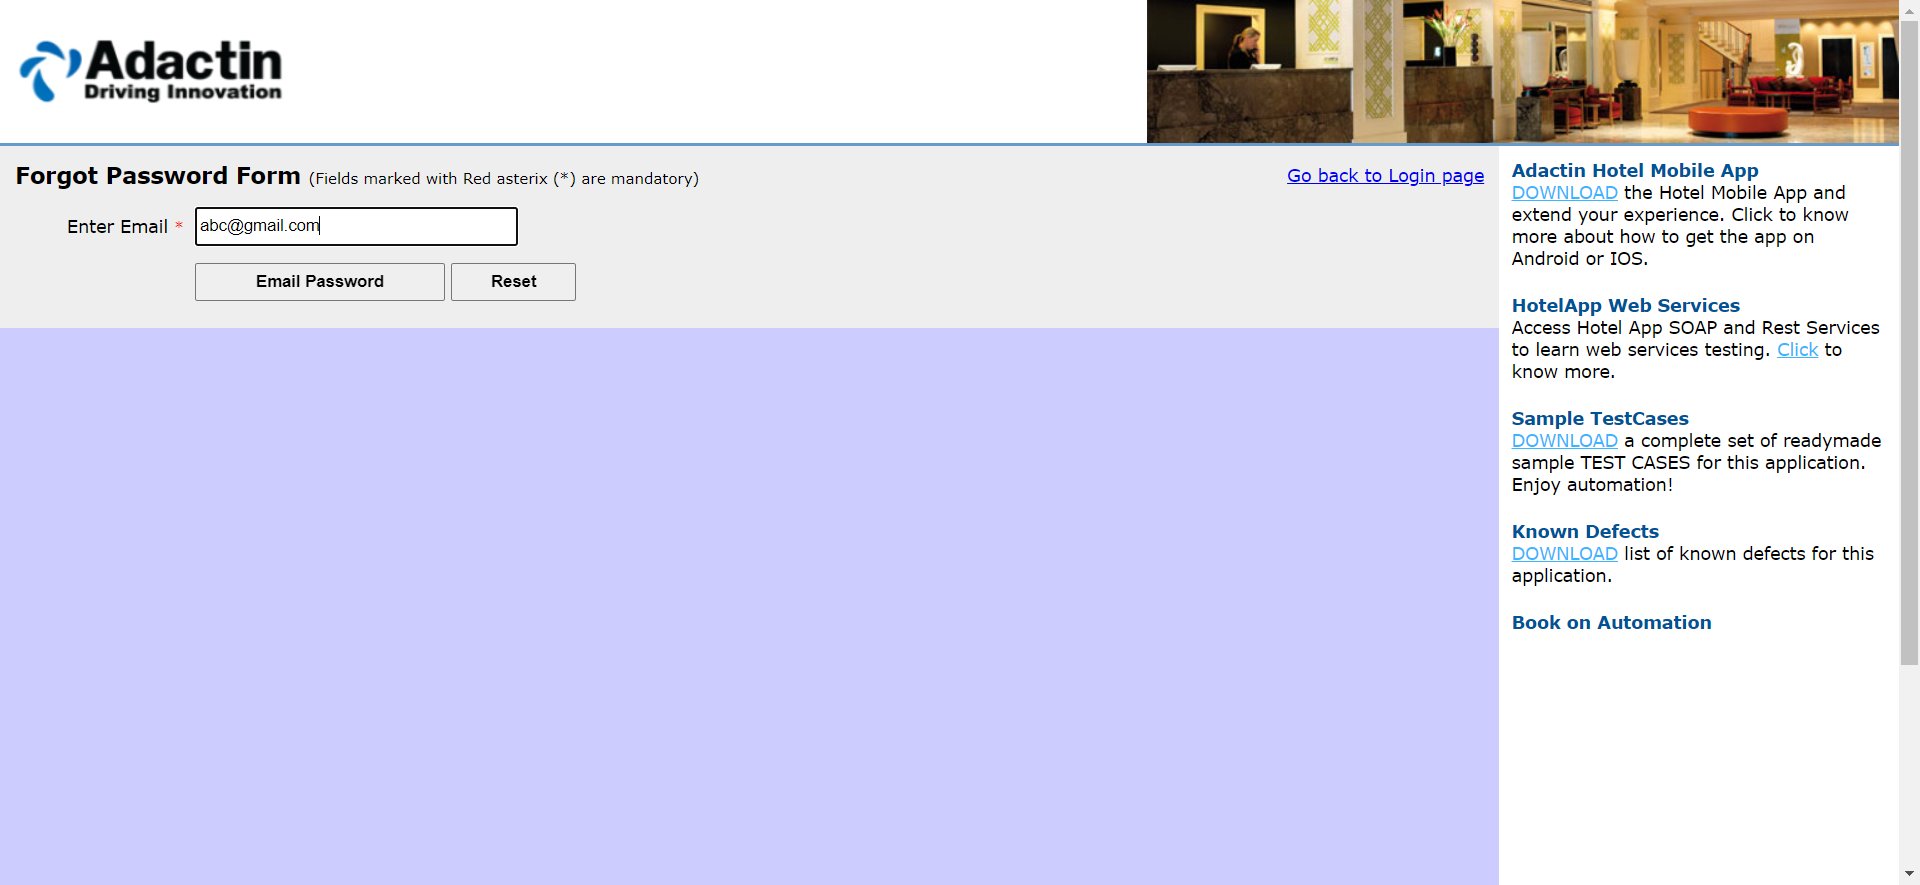 Adactin
Driving Innovation
Forgot Password Form (Fields marked with Red asterix (*) are mandatory)
Go back to Login page
Enter Email *
abc@gmail.com
Email Password
Reset
Adactin Hotel Mobile App
DOWNLOAD the Hotel Mobile App and
extend your experience. Click to know
more about how to get the app on
Android or IOS.
HotelApp Web Services
Access Hotel App SOAP and Rest Services
to learn web services testing. Click to
know more.
Sample TestCases
DOWNLOAD a complete set of readymade
sample TEST CASES for this application.
Enjoy automation!
Known Defects
DOWNLOAD list of known defects for this
application.
Book on Automation